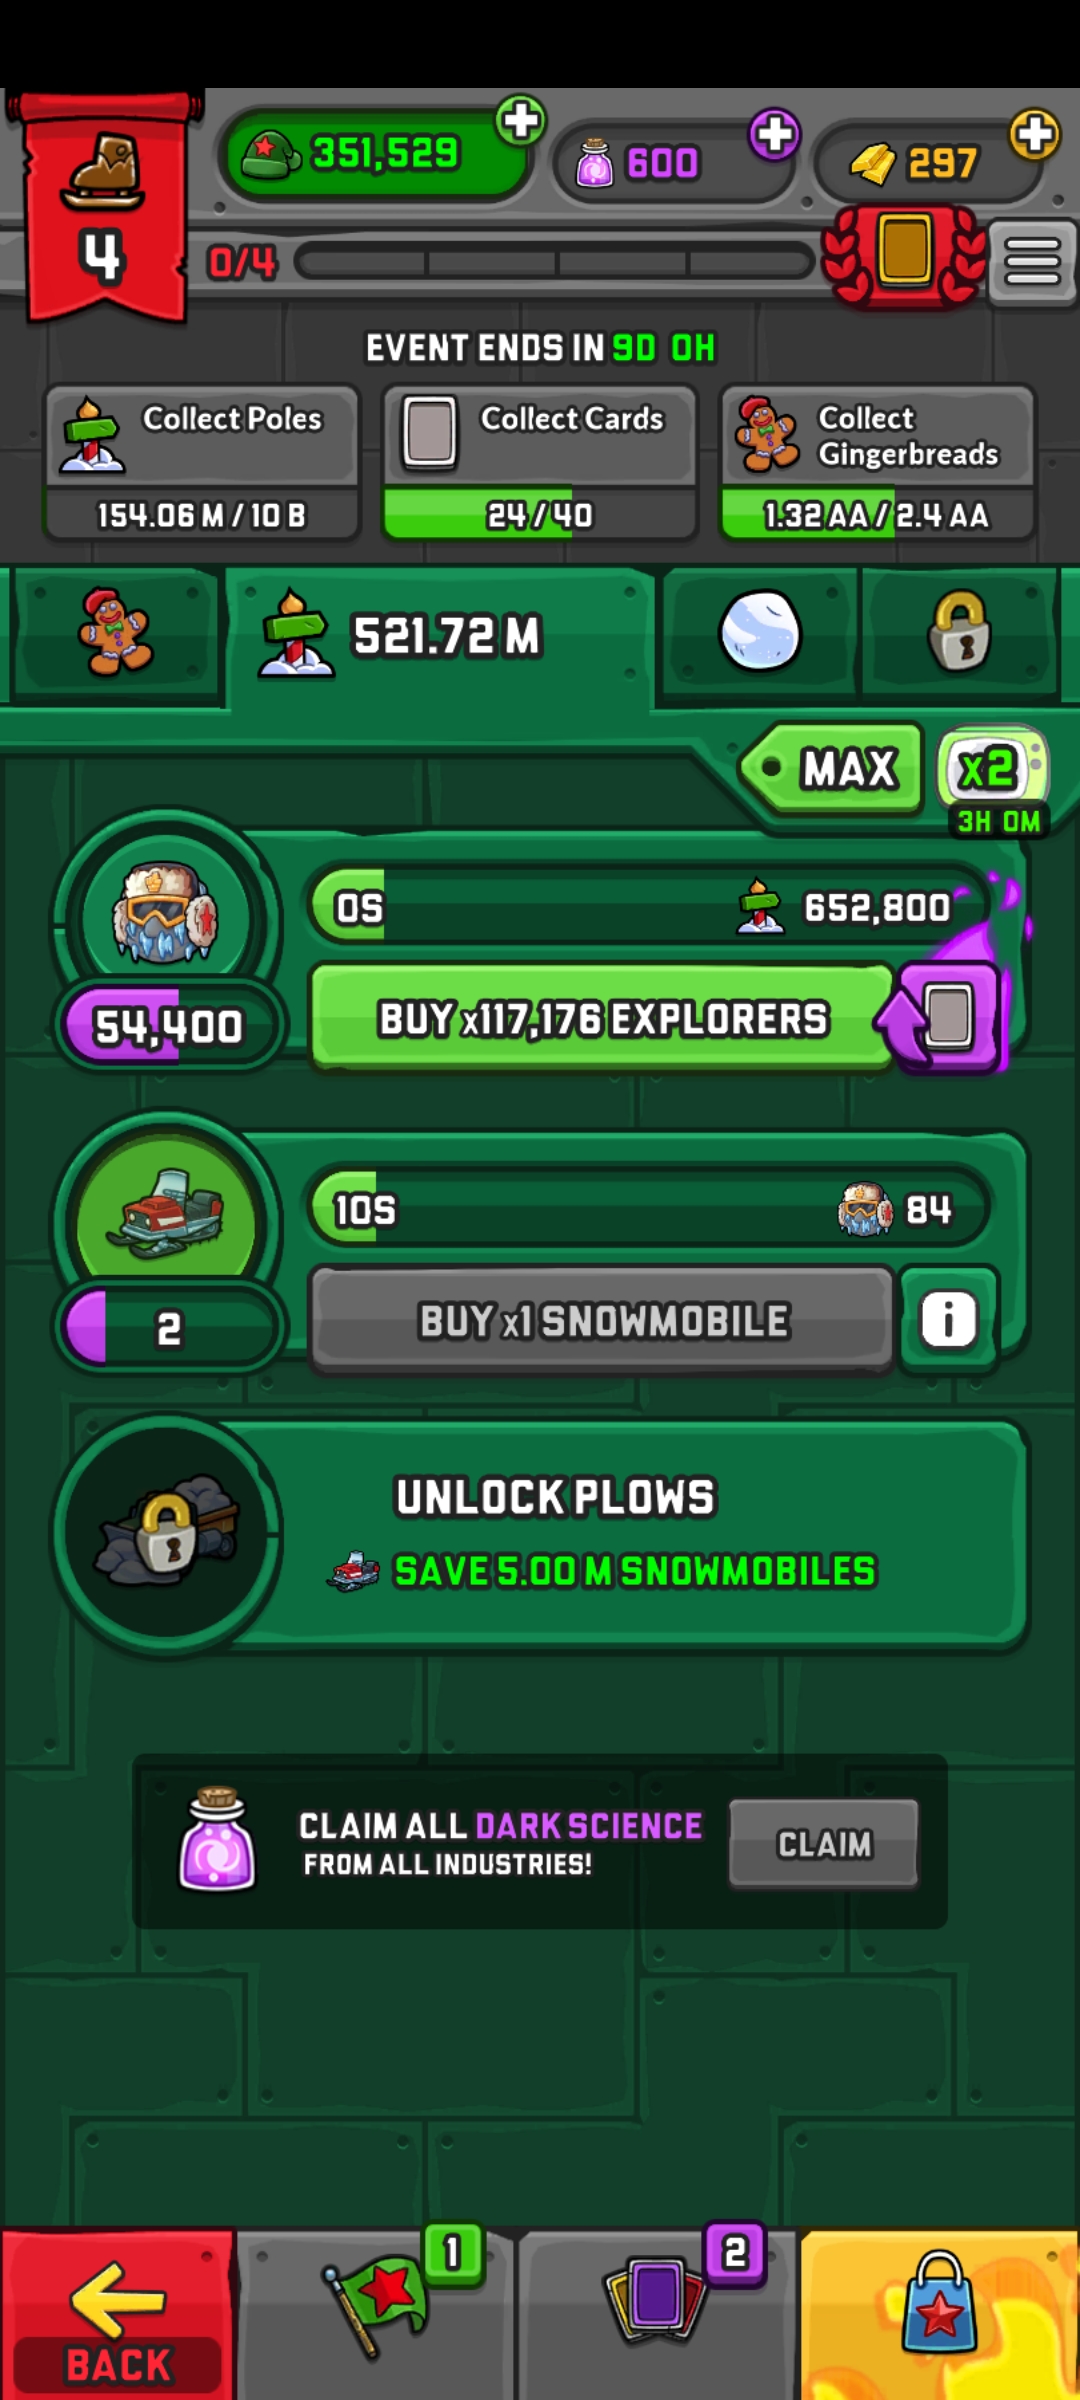 351,529
600
297
4
0/4
EVENT ENDS IN 9D 0H
Collect Poles
154.06 M / 10 B
Collect Cards
24 / 40
Collect
Gingerbreads
1.32 AA / 2.4 AA
521.72 M
MAX
x2
3H 0M
0S
652,800
54,400
BUY x117,176 EXPLORERS
10S
84
2
BUY x1 SNOWMOBILE
i
UNLOCK PLOWS
SAVE 5.00 M SNOWMOBILES
CLAIM ALL DARK SCIENCE
FROM ALL INDUSTRIES!
CLAIM
1
2
BACK